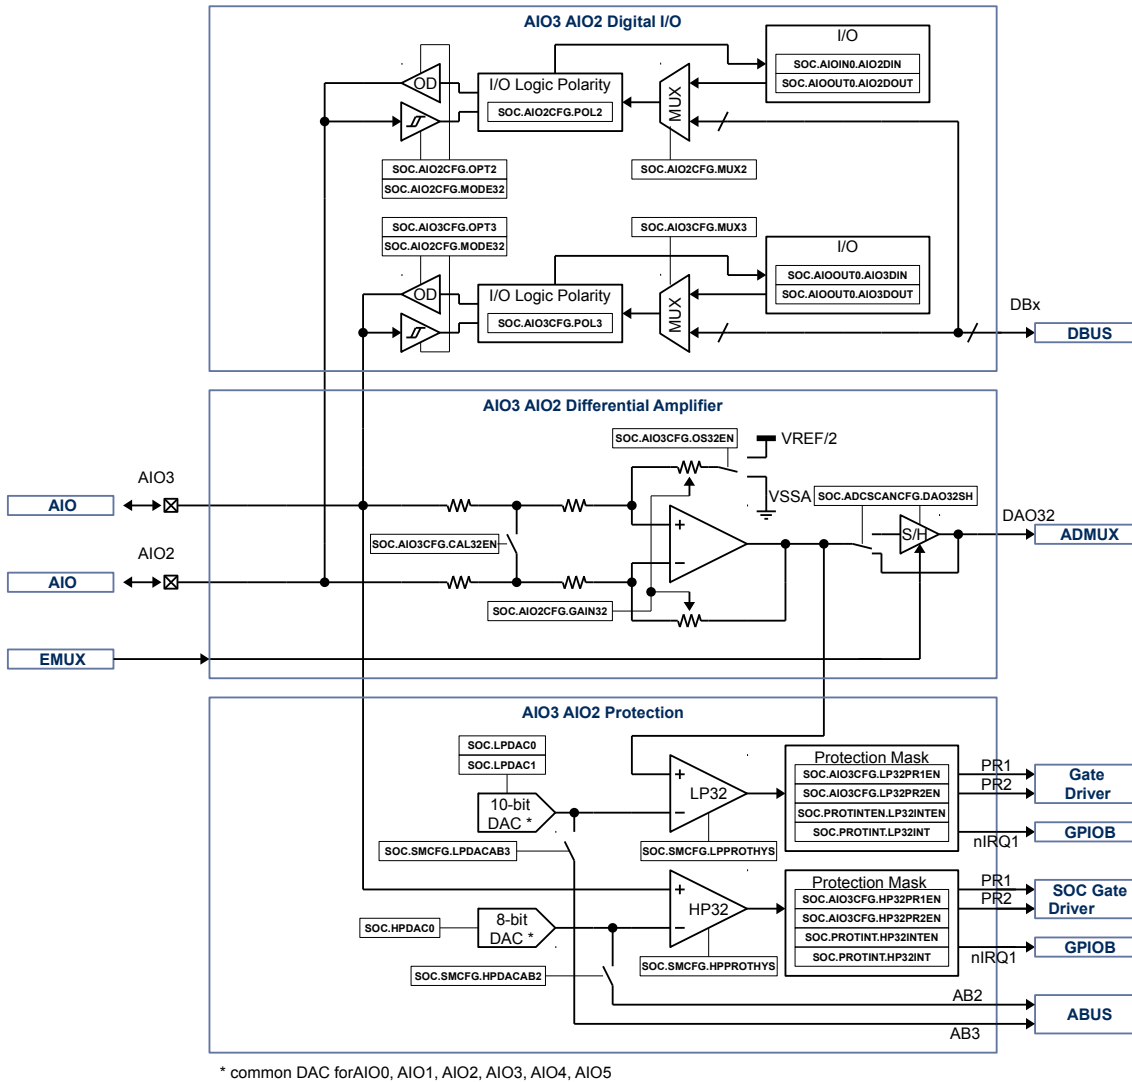 AIO3 AIO2 Digital I/O
I/O
SOC.AIOIN0.AIO2DIN
SOC.AIOOUT0.AIO2DOUT
OD
I/O Logic Polarity
SOC.AIO2CFG.POL2
MUX
SOC.AIO2CFG.OPT2
SOC.AIO2CFG.MODE32
SOC.AIO2CFG.MUX2
SOC.AIO3CFG.OPT3
SOC.AIO2CFG.MODE32
SOC.AIO3CFG.MUX3
I/O
SOC.AIOOUT0.AIO3DIN
SOC.AIOOUT0.AIO3DOUT
OD
I/O Logic Polarity
SOC.AIO3CFG.POL3
MUX
DBx
DBUS
AIO3 AIO2 Differential Amplifier
SOC.AIO3CFG.OS32EN
VREF/2
VSSA
SOC.ADCSCANCFG.DAO32SH
AIO3
AIO
+
S/H
DAO32
ADMUX
SOC.AIO3CFG.CAL32EN
AIO2
AIO
−
SOC.AIO2CFG.GAIN32
EMUX
AIO3 AIO2 Protection
SOC.LPDAC0
SOC.LPDAC1
10-bit
DAC *
+
LP32
−
Protection Mask
SOC.AIO3CFG.LP32PR1EN
SOC.AIO3CFG.LP32PR2EN
SOC.PROTINTEN.LP32INTEN
SOC.PROTINT.LP32INT
PR1
PR2
Gate
Driver
nIRQ1
GPIOB
SOC.SMCFG.LPDACAB3
SOC.SMCFG.LPPROTHYS
SOC.HPDAC0
8-bit
DAC *
+
HP32
−
Protection Mask
SOC.AIO3CFG.HP32PR1EN
SOC.AIO3CFG.HP32PR2EN
SOC.PROTINT.HP32INTEN
SOC.PROTINT.HP32INT
PR1
PR2
SOC Gate
Driver
nIRQ1
GPIOB
SOC.SMCFG.HPDACAB2
SOC.SMCFG.HPPROTHYS
AB2
AB3
ABUS
* common DAC forAIO0, AIO1, AIO2, AIO3, AIO4, AIO5